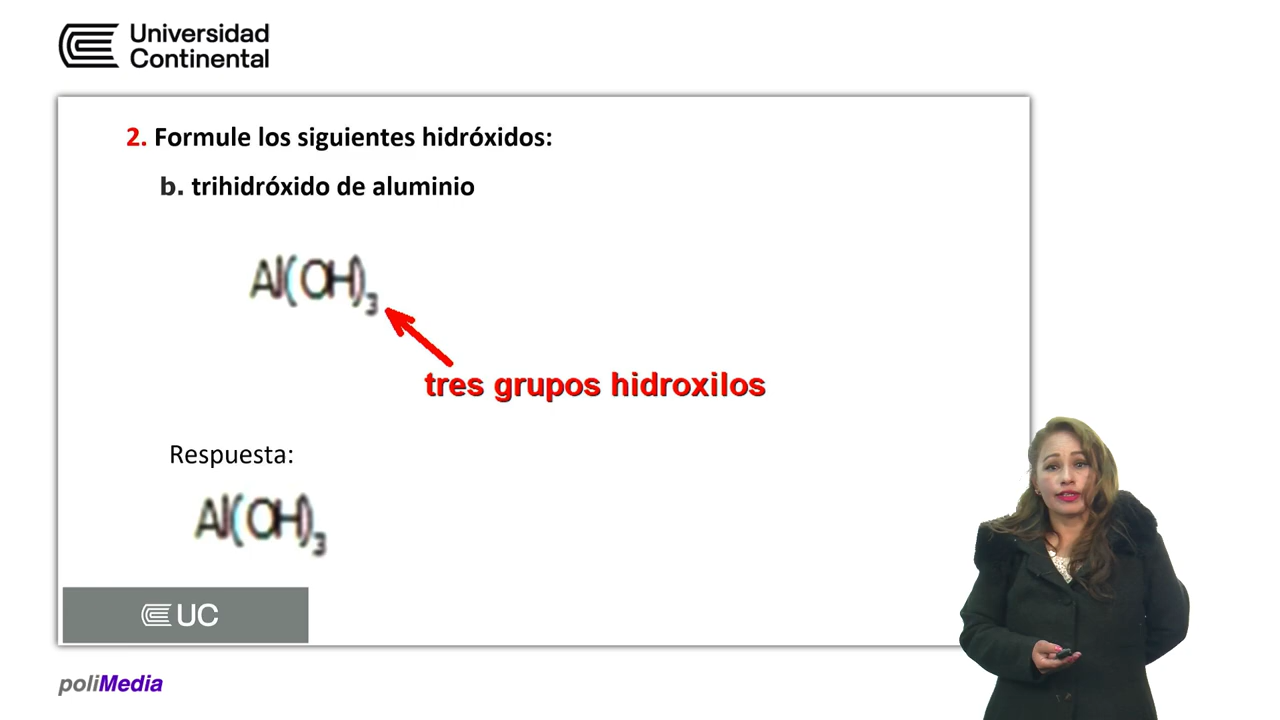 Universidad
Continental
2. Formule los siguientes hidróxidos:
b. trihidróxido de aluminio
Al(OH)₃
tres grupos hidroxilos
Respuesta:
Al(OH)₃
UC
poliMedia